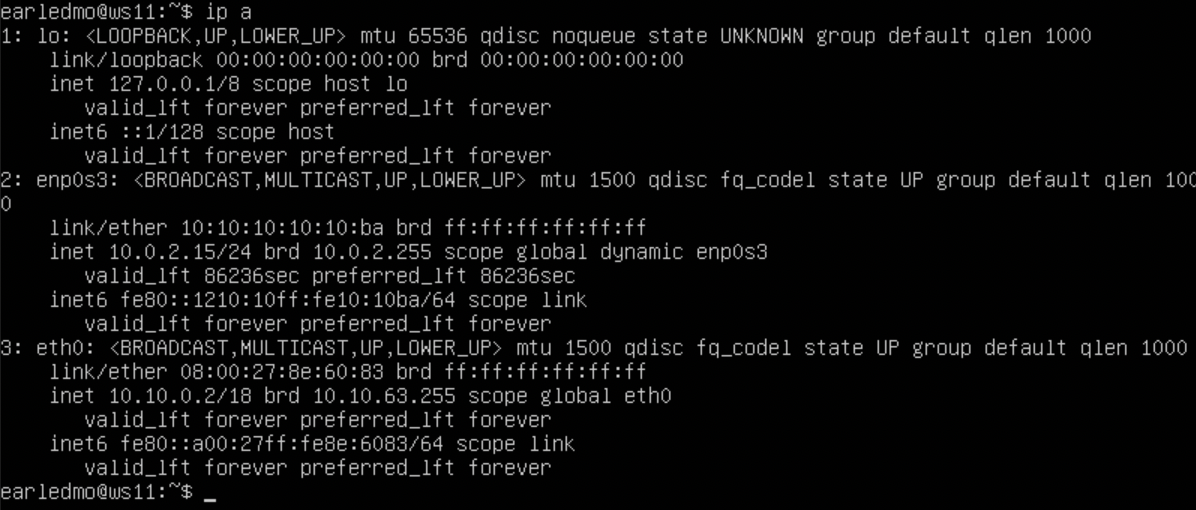 earledmo@ws11:~$ ip a
1: lo: <LOOPBACK,UP,LOWER_UP> mtu 65536 qdisc noqueue state UNKNOWN group default qlen 1000
    link/loopback 00:00:00:00:00:00 brd 00:00:00:00:00:00
    inet 127.0.0.1/8 scope host lo
       valid_lft forever preferred_lft forever
    inet6 ::1/128 scope host
       valid_lft forever preferred_lft forever
2: enp0s3: <BROADCAST,MULTICAST,UP,LOWER_UP> mtu 1500 qdisc fq_codel state UP group default qlen 100
0
    link/ether 10:10:10:10:10:ba brd ff:ff:ff:ff:ff:ff
    inet 10.0.2.15/24 brd 10.0.2.255 scope global dynamic enp0s3
       valid_lft 86236sec preferred_lft 86236sec
    inet6 fe80::1210:10ff:fe10:10ba/64 scope link
       valid_lft forever preferred_lft forever
3: eth0: <BROADCAST,MULTICAST,UP,LOWER_UP> mtu 1500 qdisc fq_codel state UP group default qlen 1000
    link/ether 08:00:27:8e:60:83 brd ff:ff:ff:ff:ff:ff
    inet 10.10.0.2/18 brd 10.10.63.255 scope global eth0
       valid_lft forever preferred_lft forever
    inet6 fe80::a00:27ff:fe8e:6083/64 scope link
       valid_lft forever preferred_lft forever
earledmo@ws11:~$ _